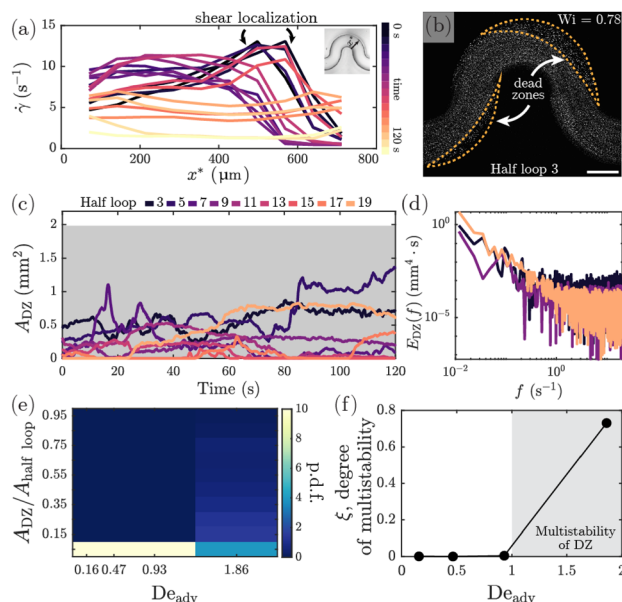 (a)
shear localization
γ̇ (s⁻¹)
15
10
5
0
0 200 400 600 800
x* (μm)
0 s
time
120 s
(b)
Wi = 0.78
dead
zones
Half loop 3
(c)
Half loop 3 5 7 9 11 13 15 17 19
A_DZ (mm²)
2
1.5
1
0.5
0
0 20 40 60 80 100 120
Time (s)
(d)
E_DZ(f) (mm⁴ · s)
10⁰
10⁻⁵
10⁻² 10⁻¹ 10⁰ 10¹
f (s⁻¹)
(e)
A_DZ/A_half loop
0.95
0.75
0.55
0.35
0.15
0.16 0.47 0.93 1.86
De_adv
10
8
6
4
2
0
p.d.f.
(f)
ξ, degree
of multistability
0.8
0.6
0.4
0.2
0
0 0.5 1 1.5 2
De_adv
Multistability
of DZ